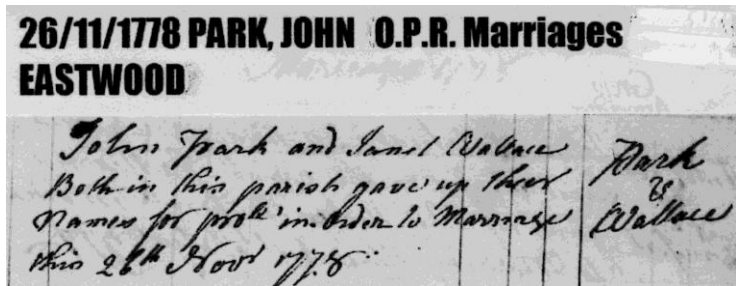 26/11/1778 PARK, JOHN O.P.R. Marriages
EASTWOOD
John Park and Janet Wallace
Both in this parish gave up their
Names for proll in order to Marriage
this 26th Novr 1778
Park
&
Wallace